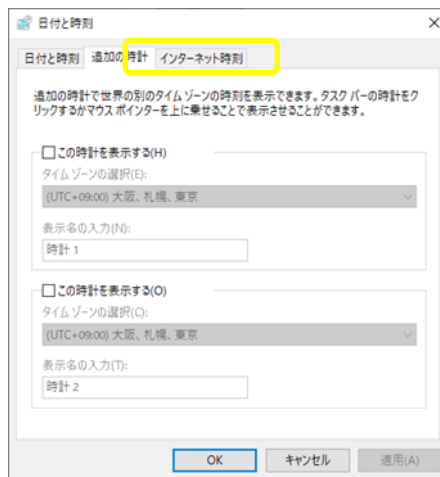 日付と時刻
日付と時刻 追加の時計 インターネット時刻
追加の時計で世界の別のタイム ゾーンの時刻を表示できます。タスク バーの時計をク
リックするかマウス ポインターを上に乗せることで表示させることができます。
この時計を表示する(H)
タイム ゾーンの選択(E):
(UTC+09:00) 大阪、札幌、東京
表示名の入力(N):
時計 1
この時計を表示する(O)
タイム ゾーンの選択(C):
(UTC+09:00) 大阪、札幌、東京
表示名の入力(T):
時計 2
OK キャンセル 適用(A)